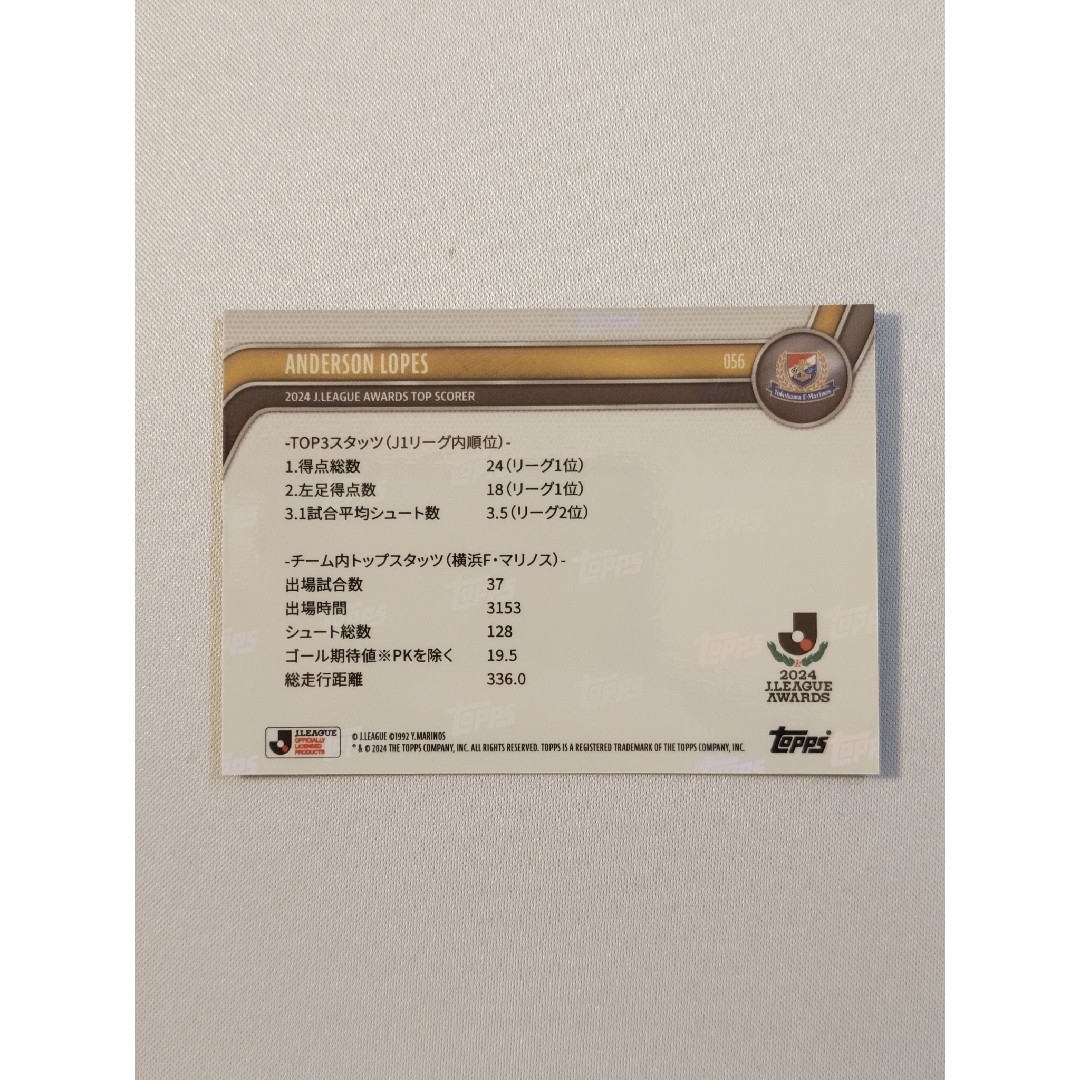 ANDERSON LOPES 056
Yokohama F·Marinos
2024 J.LEAGUE AWARDS TOP SCORER
-TOP3スタッツ(J1リーグ内順位)-
1.得点総数 24(リーグ1位)
2.左足得点数 18(リーグ1位)
3.1試合平均シュート数 3.5(リーグ2位)
-チーム内トップスタッツ(横浜F・マリノス)-
出場試合数 37
出場時間 3153
シュート総数 128
ゴール期待値※PKを除く 19.5
総走行距離 336.0
2024
J.LEAGUE
AWARDS
J.LEAGUE
OFFICIALLY
LICENSED
PRODUCTS
© J.LEAGUE ©1992 Y.MARINOS
® & © 2024 THE TOPPS COMPANY, INC. ALL RIGHTS RESERVED. TOPPS IS A REGISTERED TRADEMARK OF THE TOPPS COMPANY, INC.
topps